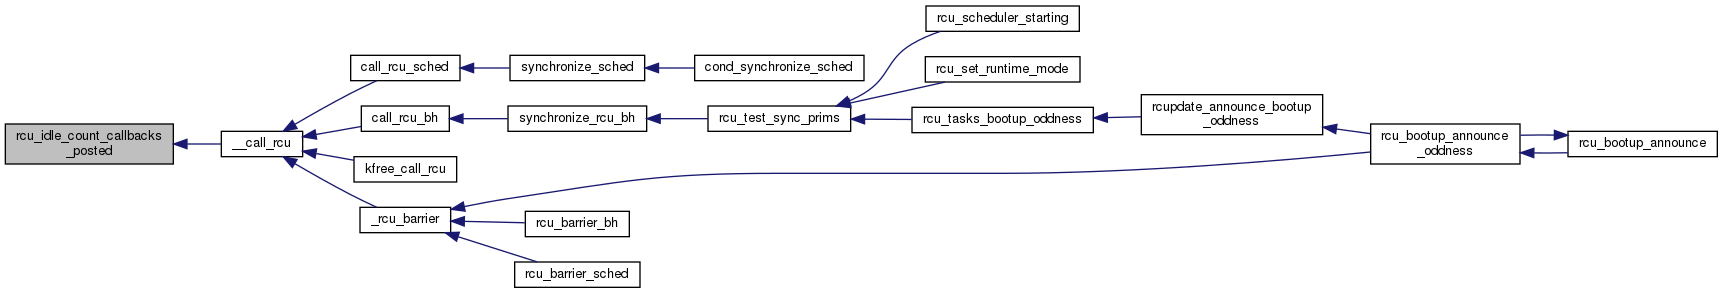 rcu_idle_count_callbacks
_posted
__call_rcu
call_rcu_sched
call_rcu_bh
kfree_call_rcu
_rcu_barrier
synchronize_sched
synchronize_rcu_bh
rcu_barrier_bh
rcu_barrier_sched
cond_synchronize_sched
rcu_test_sync_prims
rcu_scheduler_starting
rcu_set_runtime_mode
rcu_tasks_bootup_oddness
rcupdate_announce_bootup
_oddness
rcu_bootup_announce
_oddness
rcu_bootup_announce